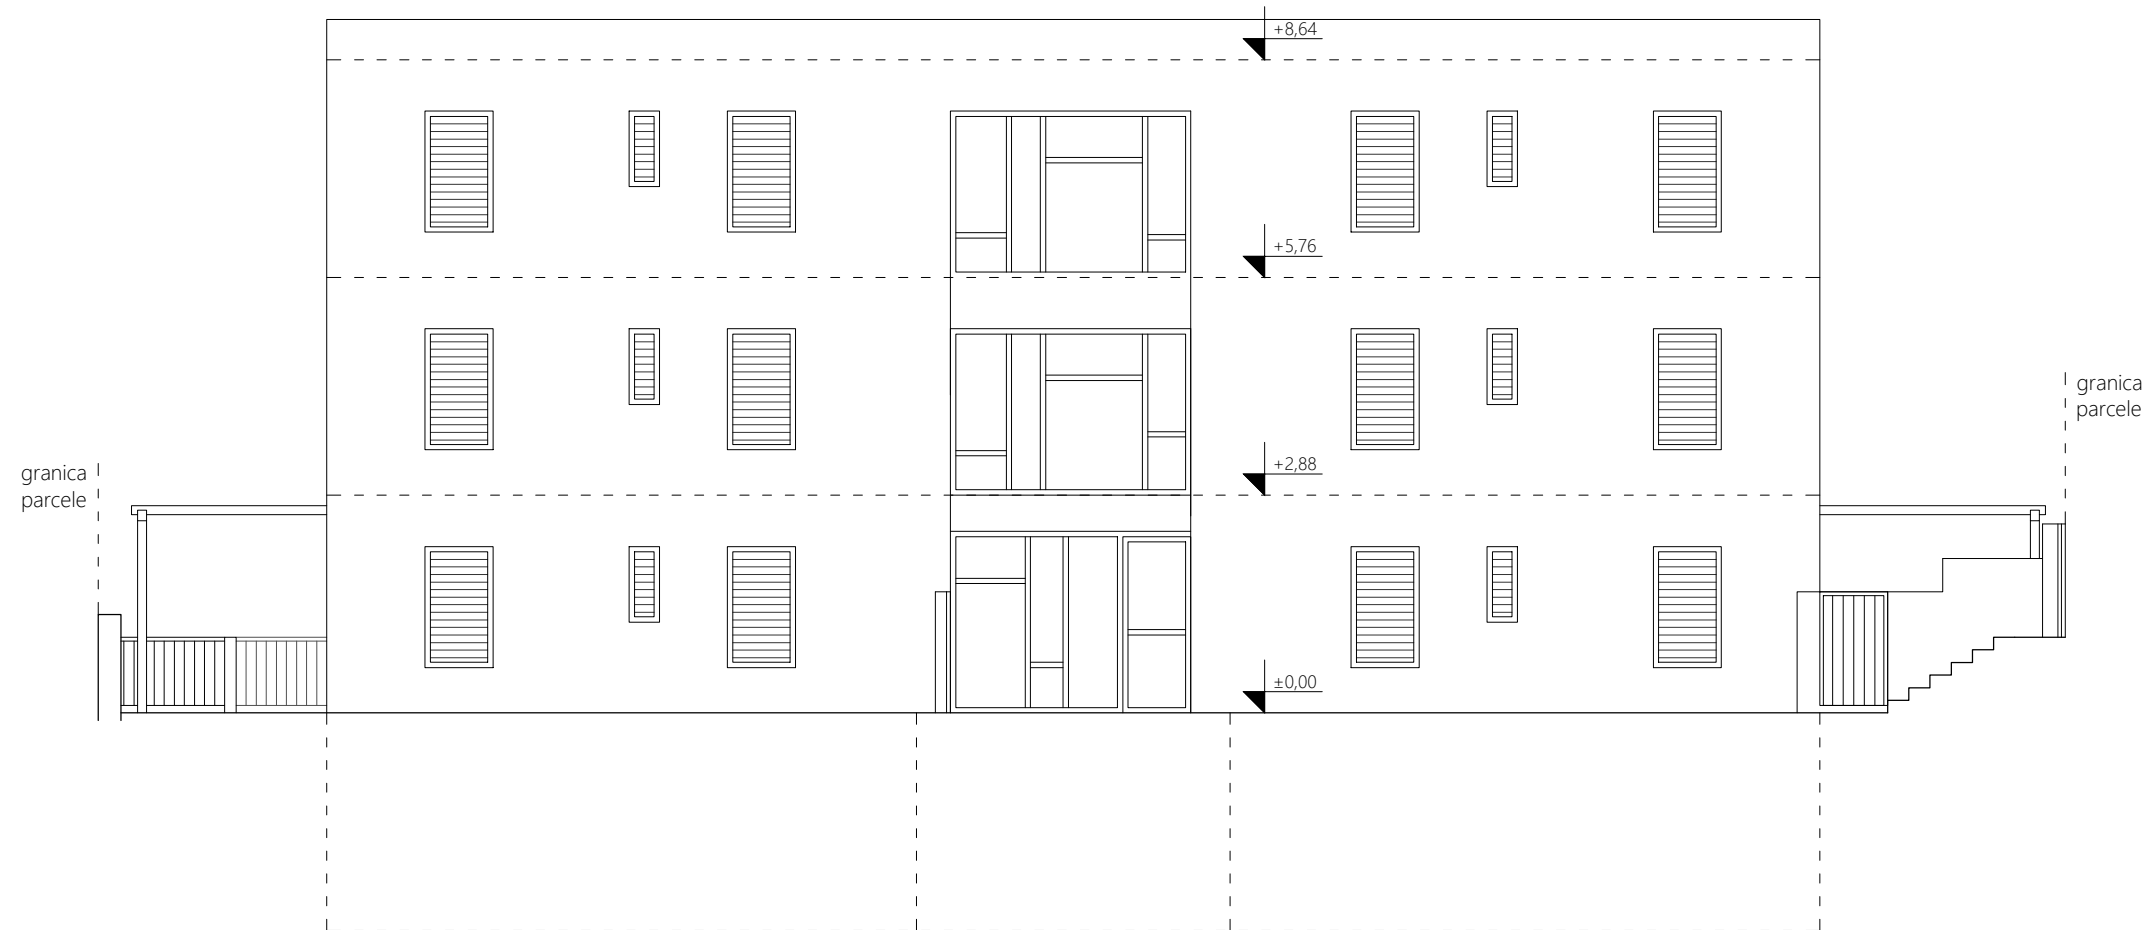 +8,64
+5,76
granica
parcele
+2,88
granica
parcele
±0,00